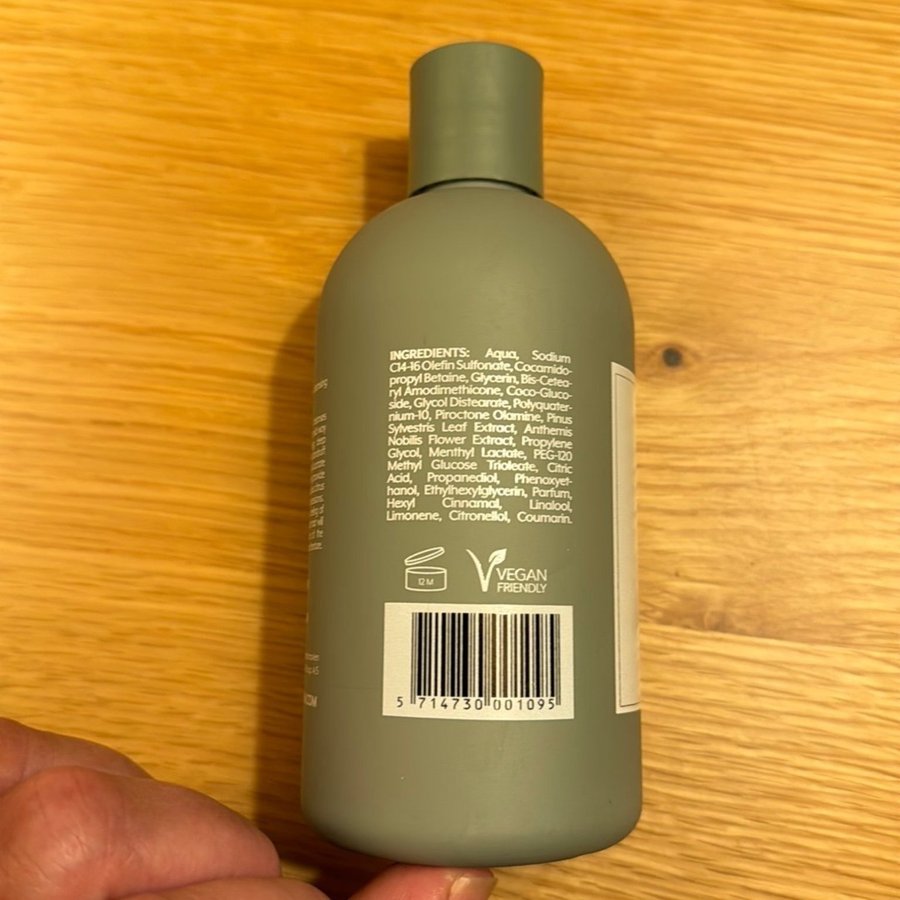 INGREDIENTS: Aqua, Sodium
C14-16 Olefin Sulfonate, Cocamido-
propyl Betaine, Glycerin, Bis-Cetea-
ryl Amodimethicone, Coco-Gluco-
side, Glycol Distearate, Polyquater-
nium-10, Piroctone Olamine, Pinus
Sylvestris Leaf Extract, Anthemis
Nobilis Flower Extract, Propylene
Glycol, Menthyl Lactate, PEG-120
Methyl Glucose Trioleate, Citric
Acid, Propanediol, Phenoxyet-
hanol, Ethylhexylglycerin, Parfum,
Hexyl Cinnamal, Linalool,
Limonene, Citronellol, Coumarin.
12 M
VEGAN
FRIENDLY
5 714730 001095